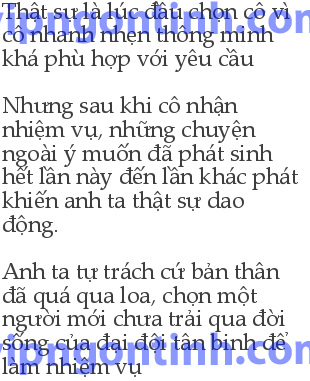 Thật sự là lúc đầu chọn cô vì
cô nhanh nhẹn thông minh
khá phù hợp với yêu cầu
Nhưng sau khi cô nhận
nhiệm vụ, những chuyện
ngoài ý muốn đã phát sinh
hết lần này đến lần khác phát
khiến anh ta thật sự dao
động.
Anh ta tự trách cứ bản thân
đã quá qua loa, chọn một
người mới chưa trải qua đời
sống của đại đội tân binh để
làm nhiệm vụ
vipngontinh.com
vipngontinh.com